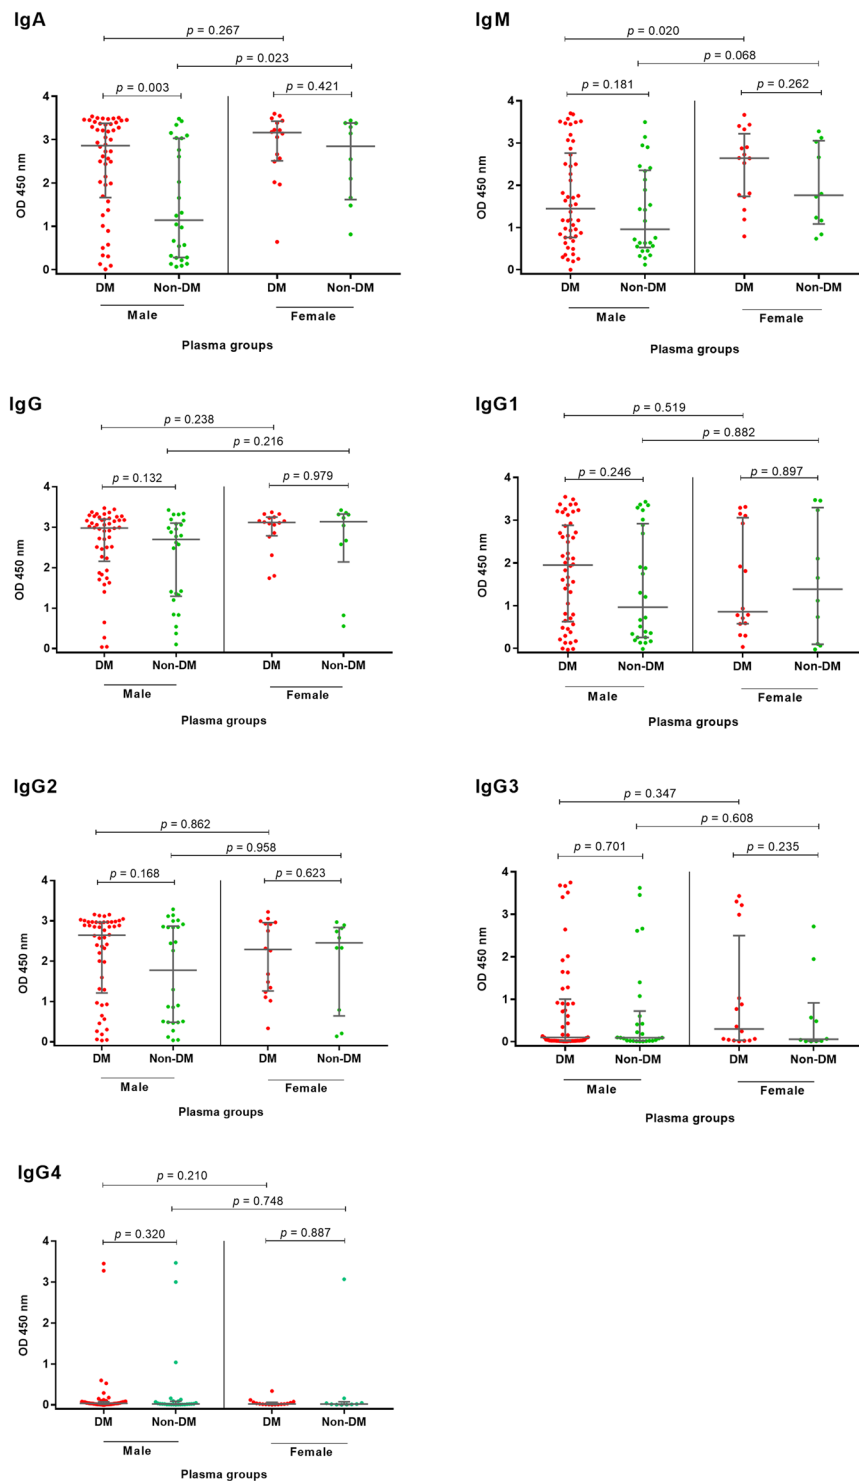 IgA
p = 0.267
p = 0.023
p = 0.003
p = 0.421
4
3
2
1
0
OD 450 nm
DM
Non-DM
DM
Non-DM
Male
Female
Plasma groups
IgM
p = 0.020
p = 0.068
p = 0.181
p = 0.262
4
3
2
1
0
OD 450 nm
DM
Non-DM
DM
Non-DM
Male
Female
Plasma groups
IgG
p = 0.238
p = 0.216
p = 0.132
p = 0.979
4
3
2
1
0
OD 450 nm
DM
Non-DM
DM
Non-DM
Male
Female
Plasma groups
IgG1
p = 0.519
p = 0.882
p = 0.246
p = 0.897
4
3
2
1
0
OD 450 nm
DM
Non-DM
DM
Non-DM
Male
Female
Plasma groups
IgG2
p = 0.862
p = 0.958
p = 0.168
p = 0.623
4
3
2
1
0
OD 450 nm
DM
Non-DM
DM
Non-DM
Male
Female
Plasma groups
IgG3
p = 0.347
p = 0.608
p = 0.701
p = 0.235
4
3
2
1
0
OD 450 nm
DM
Non-DM
DM
Non-DM
Male
Female
Plasma groups
IgG4
p = 0.210
p = 0.748
p = 0.320
p = 0.887
4
3
2
1
0
OD 450 nm
DM
Non-DM
DM
Non-DM
Male
Female
Plasma groups